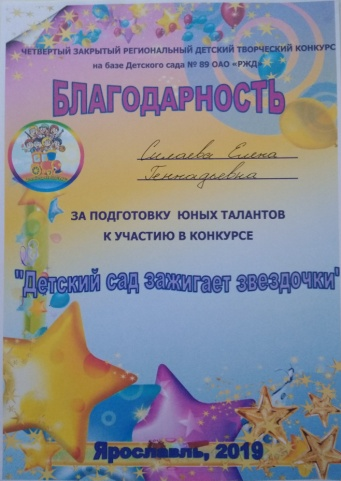 ЧЕТВЕРТЫЙ ЗАКРЫТЫЙ РЕГИОНАЛЬНЫЙ ДЕТСКИЙ ТВОРЧЕСКИЙ КОНКУРС
на базе Детского сада № 89 ОАО «РЖД»
БЛАГОДАРНОСТЬ
Силаева Елена
Геннадьевна
ЗА ПОДГОТОВКУ ЮНЫХ ТАЛАНТОВ
К УЧАСТИЮ В КОНКУРСЕ
"Детский сад зажигает звездочки"
Ярославль, 2019